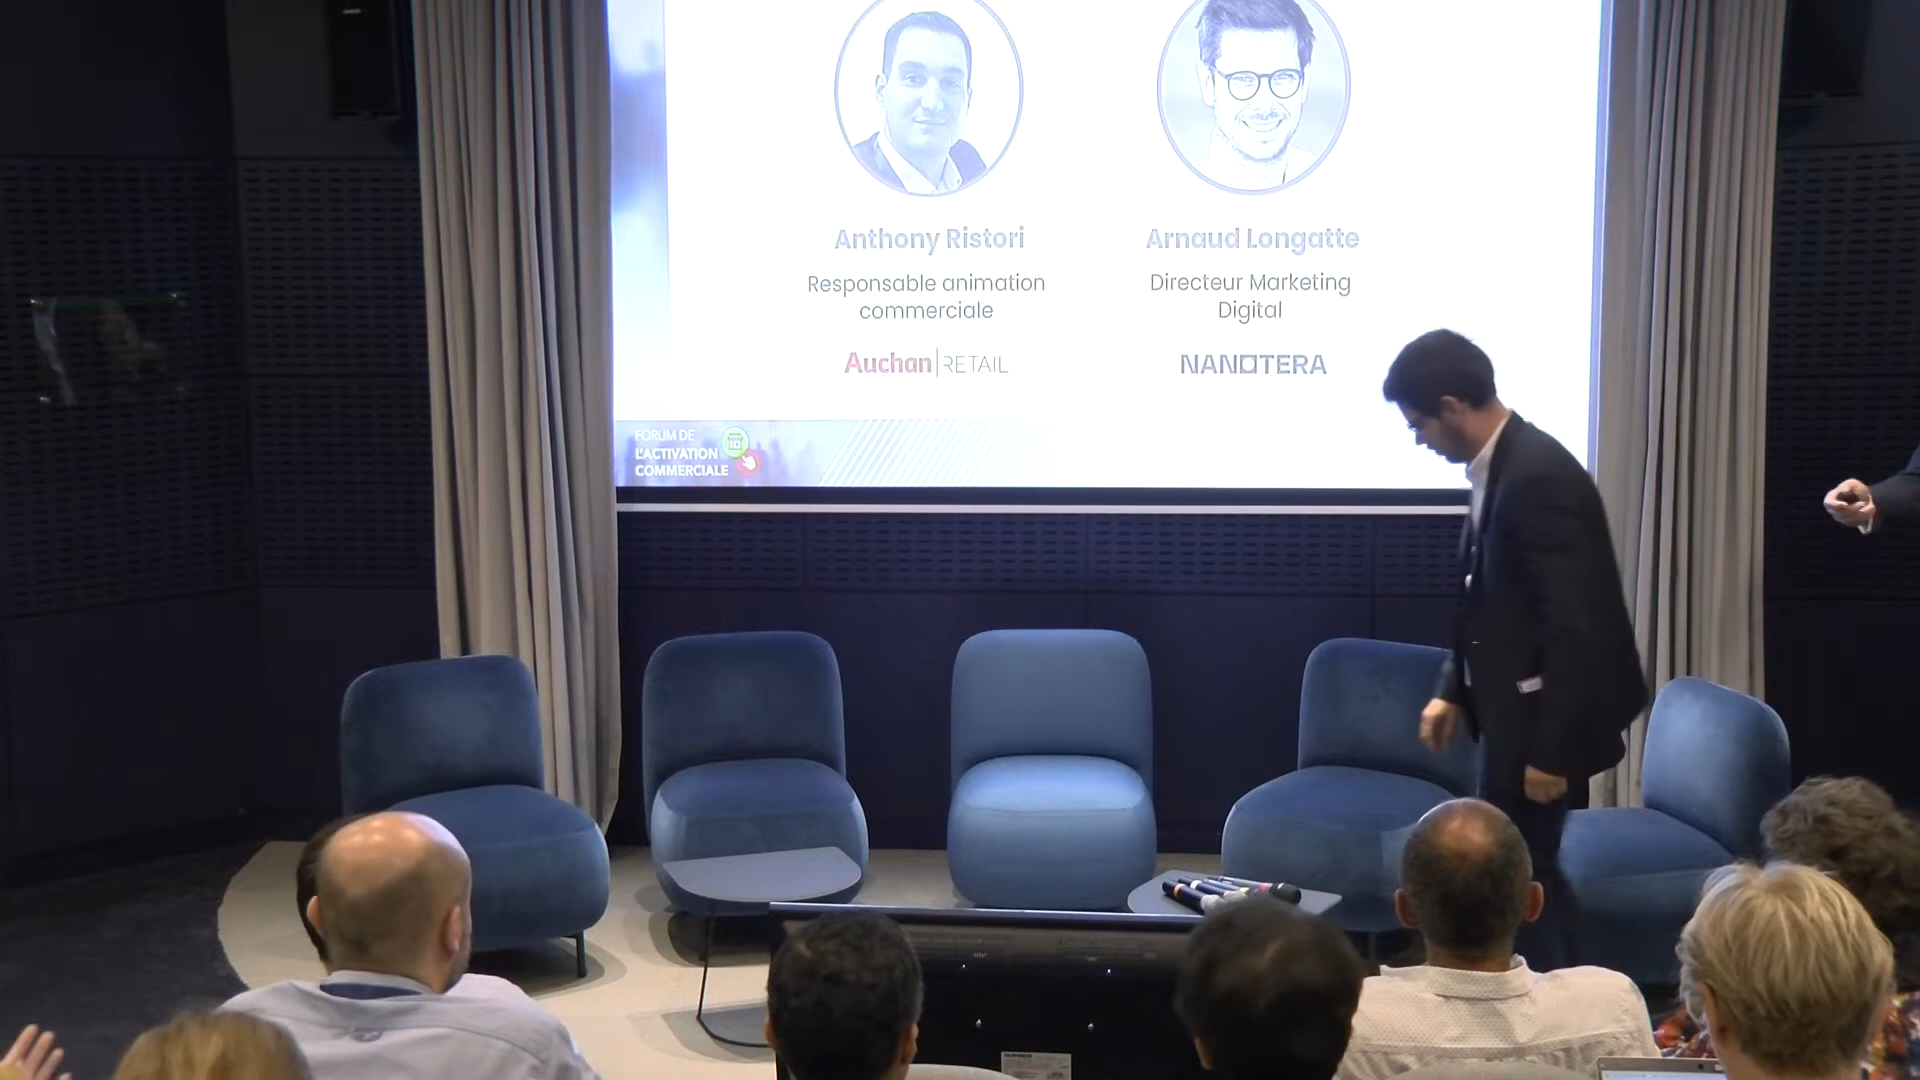 Anthony Ristori
Responsable animation
commerciale
Auchan RETAIL
Arnaud Longatte
Directeur Marketing
Digital
NANOTERA
FORUM DE
L'ACTIVATION
COMMERCIALE